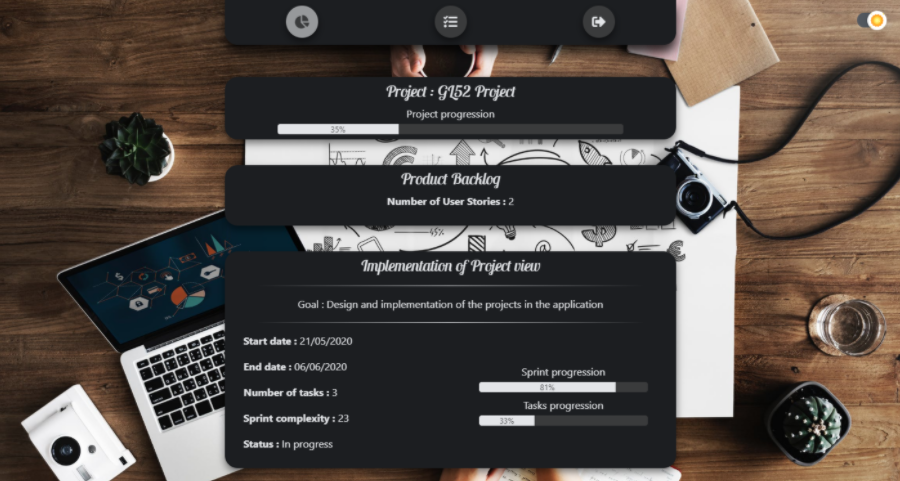 Project : GL52 Project
Project progression
35%
Product Backlog
Number of User Stories : 2
45%
Implementation of Project view
Goal : Design and implementation of the projects in the application
Start date : 21/05/2020
End date : 06/06/2020
Number of tasks : 3
Sprint complexity : 23
Status : In progress
Sprint progression
81%
Tasks progression
33%